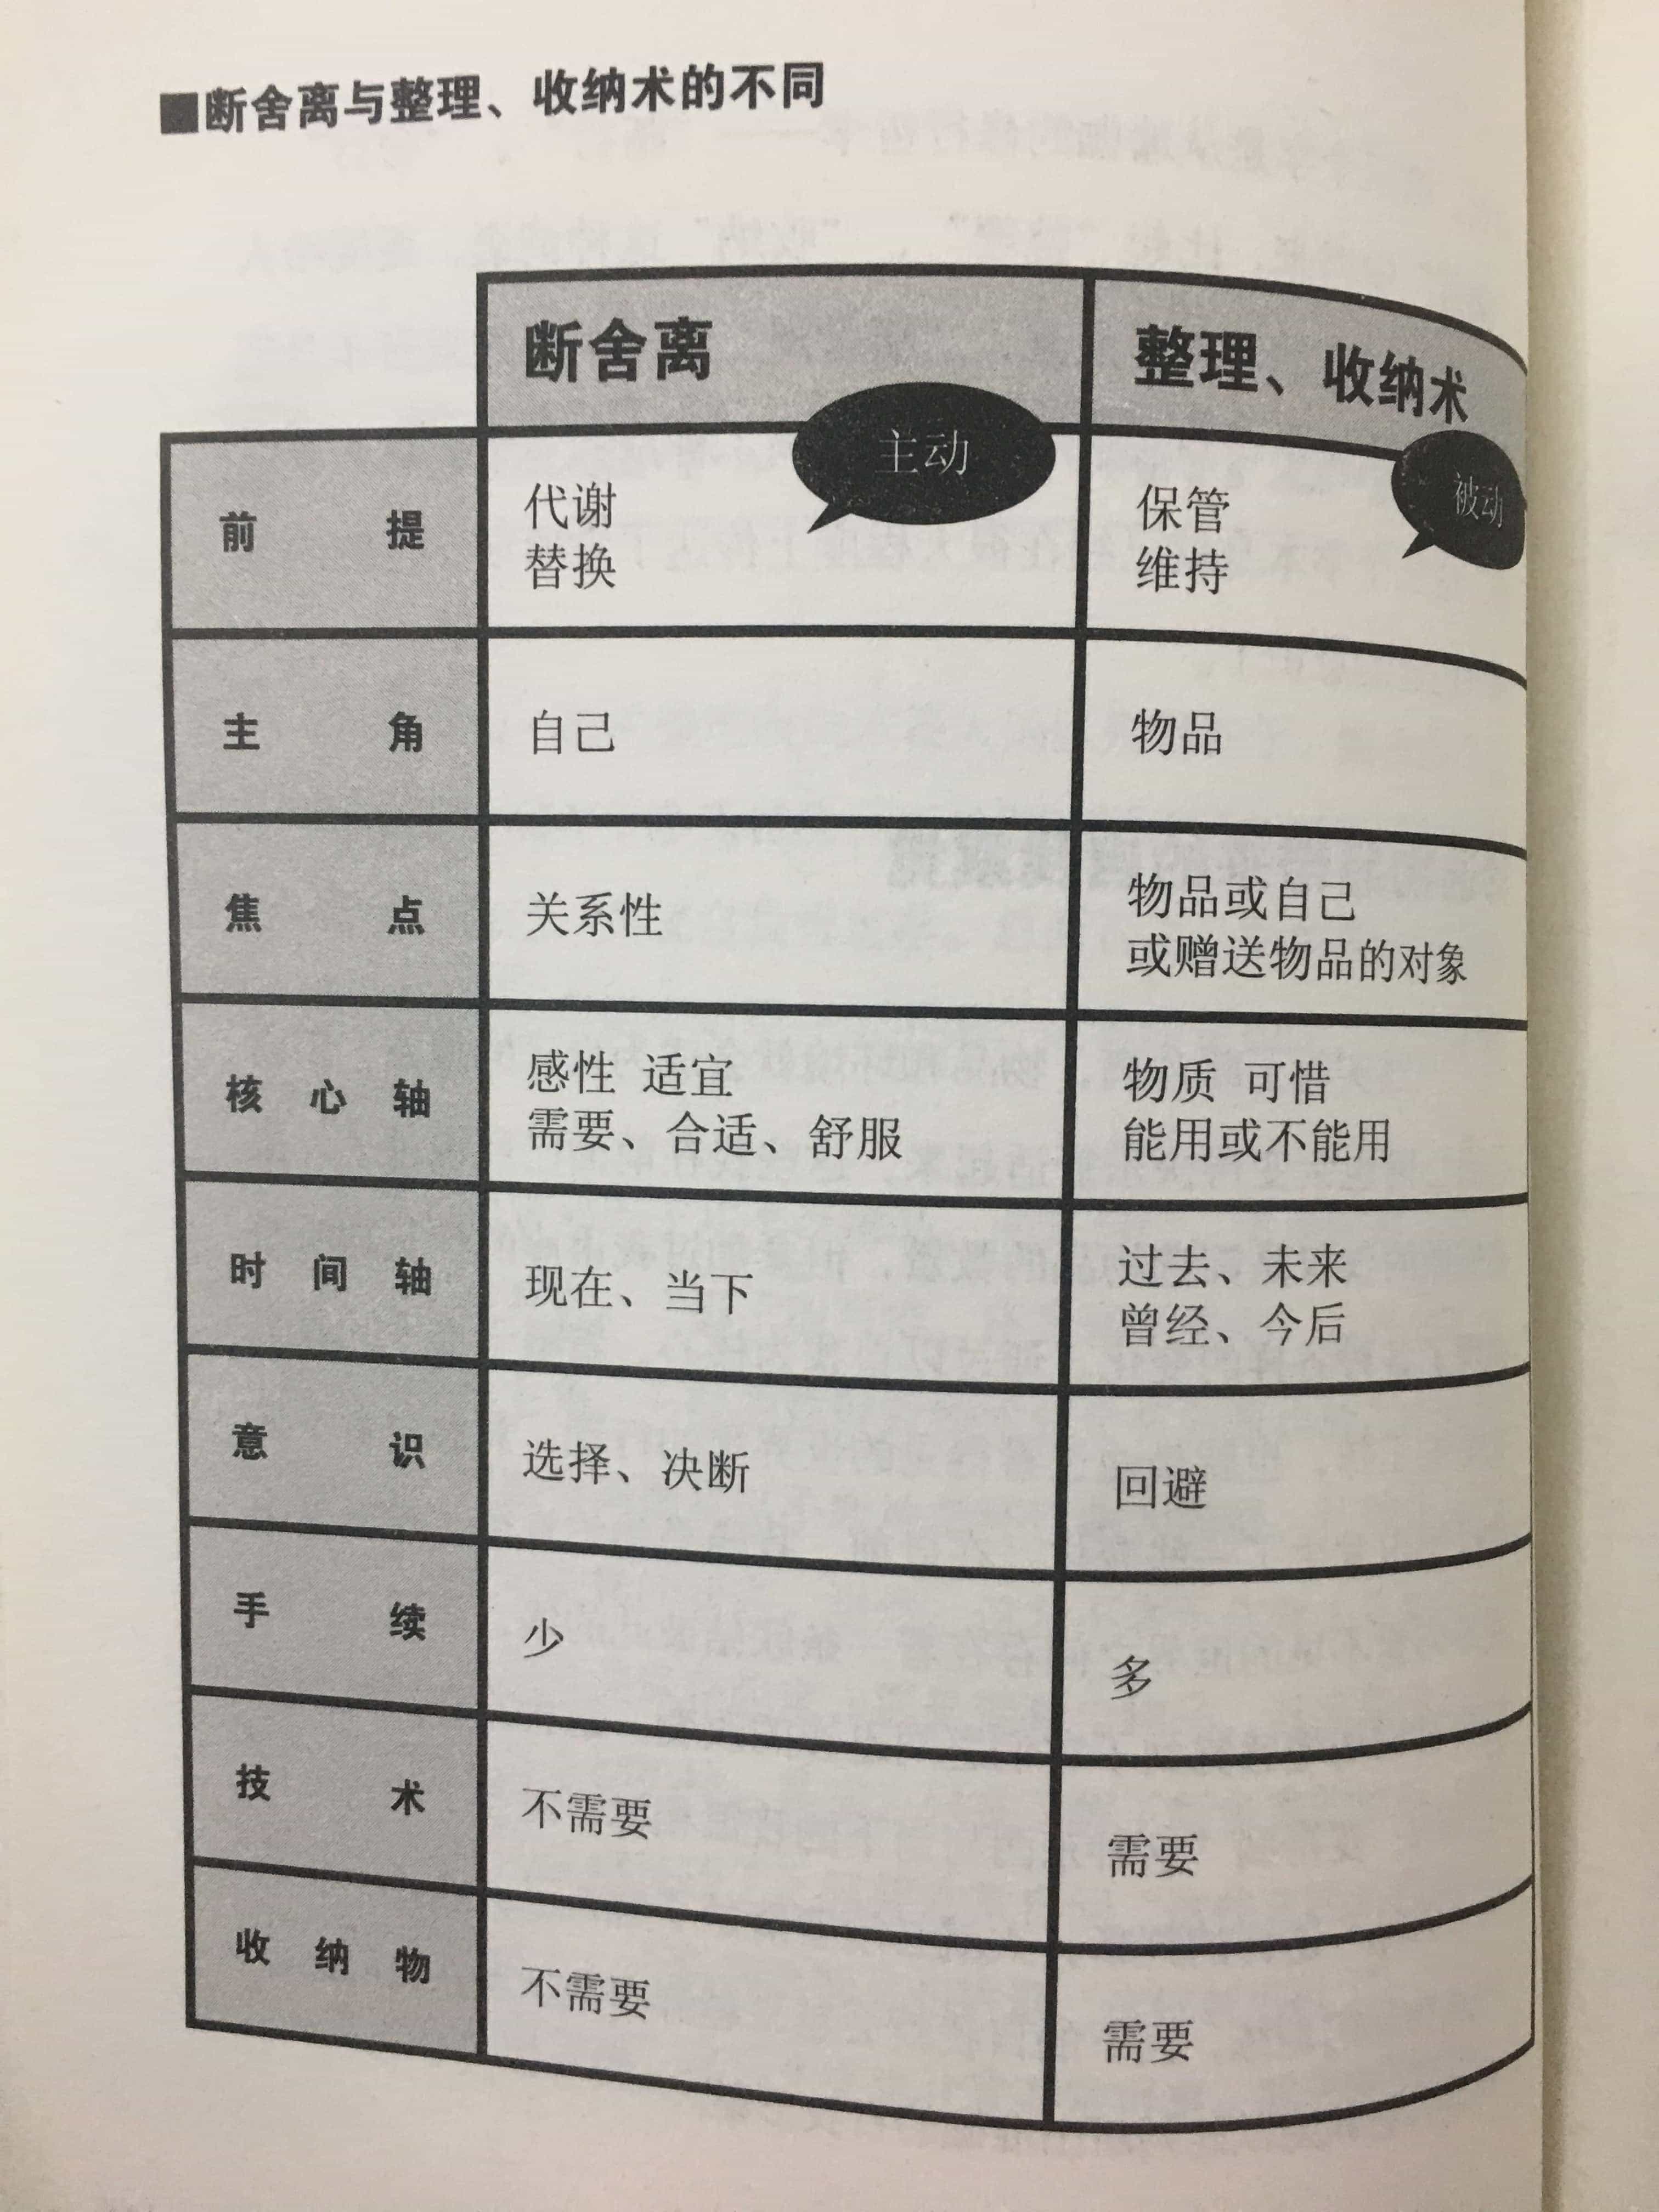 ■断舍离与整理、收纳术的不同
断舍离
整理、收纳术
主动
被动
前提
代谢
替换
保管
维持
主角
自己
物品
焦点
关系性
物品或自己
或赠送物品的对象
核心轴
感性 适宜
需要、合适、舒服
物质 可惜
能用或不能用
时间轴
现在、当下
过去、未来
曾经、今后
意识
选择、决断
回避
手续
少
多
技术
不需要
需要
收纳物
不需要
需要